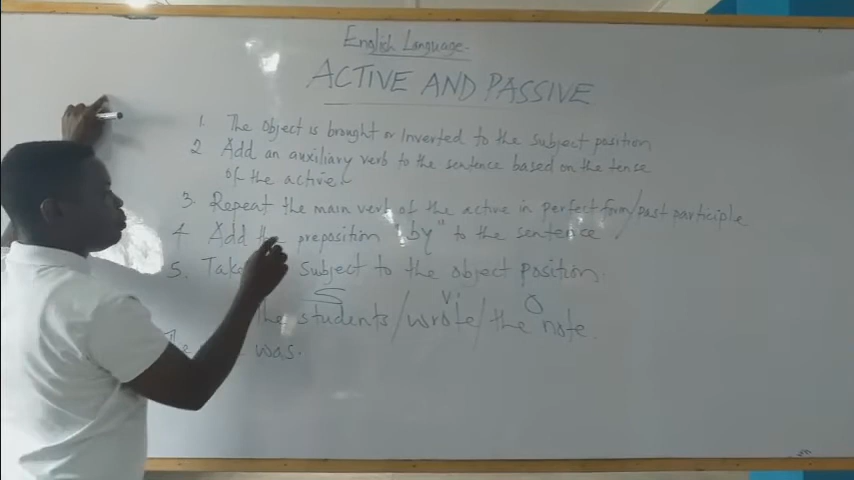 English Language
ACTIVE AND PASSIVE
1. The Object is brought or inverted to the subject position
2 Add an auxiliary verb to the sentence based on the tense
of the active
3. Repeat the main verb of the active in perfect form/past participle
4 Add the preposition "by" to the sentence
5. subject to the object position.
S V O
The students/wrote/the note.
The was.